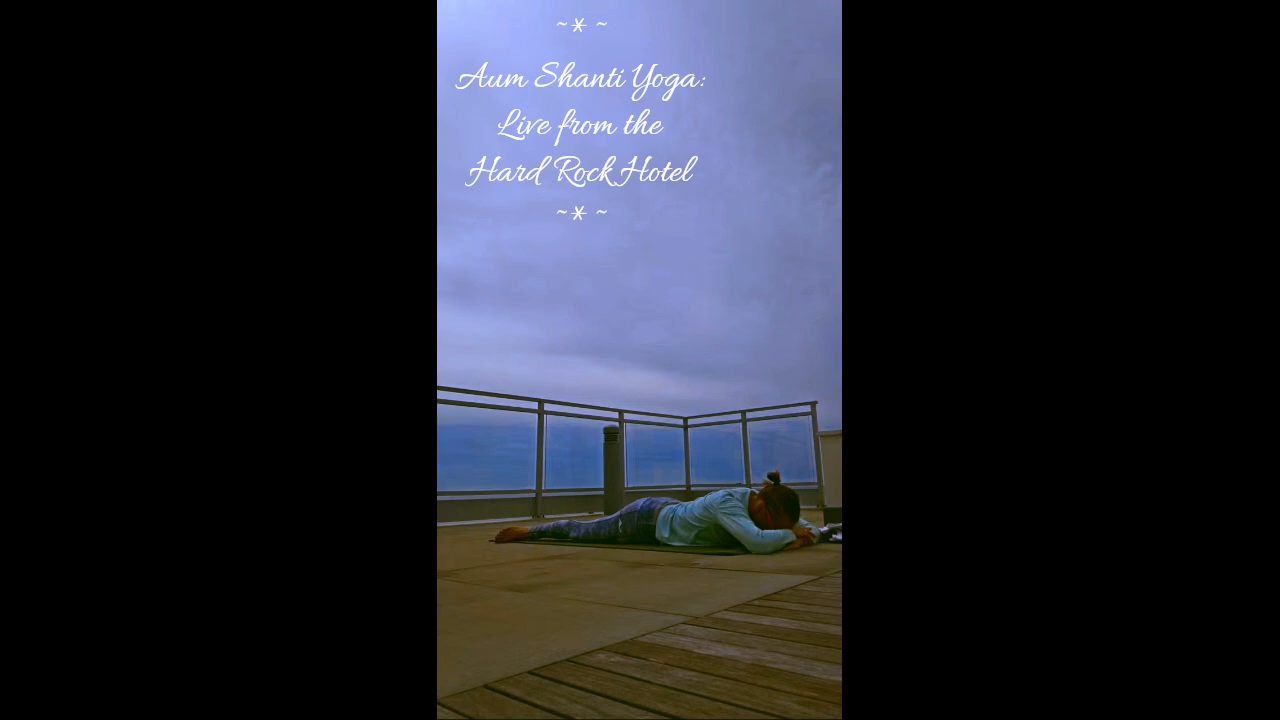 ~*~
Aum Shanti Yoga:
Live from the
Hard Rock Hotel
~*~